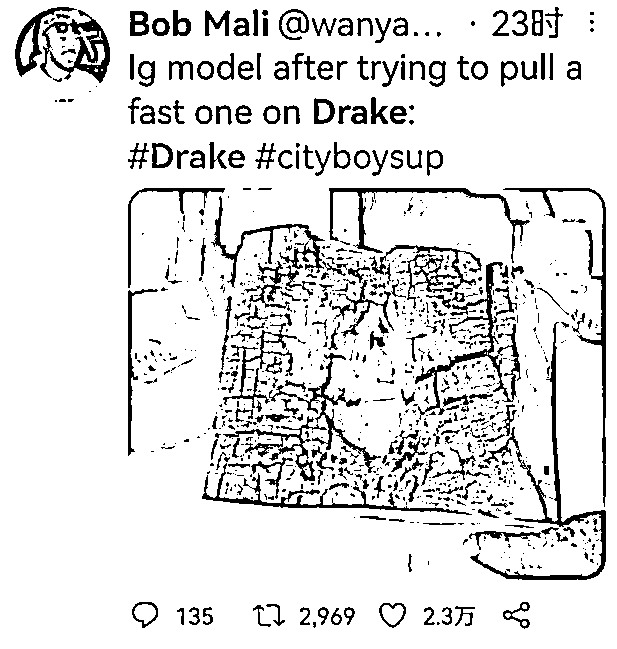 Bob Mali @wanya... · 23时
Ig model after trying to pull a
fast one on Drake:
#Drake #cityboysup
135 2,969 2.3万